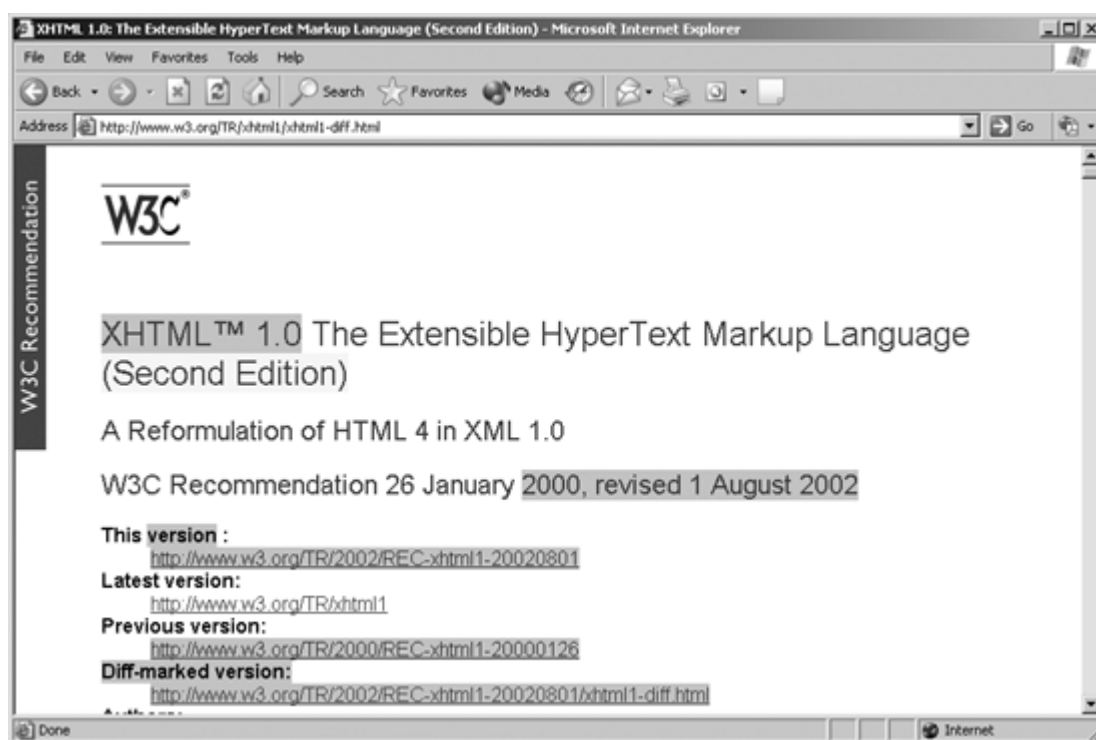 XHTML 1.0: The Extensible HyperText Markup Language (Second Edition) - Microsoft Internet Explorer
File Edit View Favorites Tools Help
Back Search Favorites Media
Address http://www.w3.org/TR/xhtml1/xhtml1-diff.html Go
W3C Recommendation
W3C®
XHTML™ 1.0 The Extensible HyperText Markup Language
(Second Edition)
A Reformulation of HTML 4 in XML 1.0
W3C Recommendation 26 January 2000, revised 1 August 2002
This version :
http://www.w3.org/TR/2002/REC-xhtml1-20020801
Latest version:
http://www.w3.org/TR/xhtml1
Previous version:
http://www.w3.org/TR/2000/REC-xhtml1-20000126
Diff-marked version:
http://www.w3.org/TR/2002/REC-xhtml1-20020801/xhtml1-diff.html
Done Internet